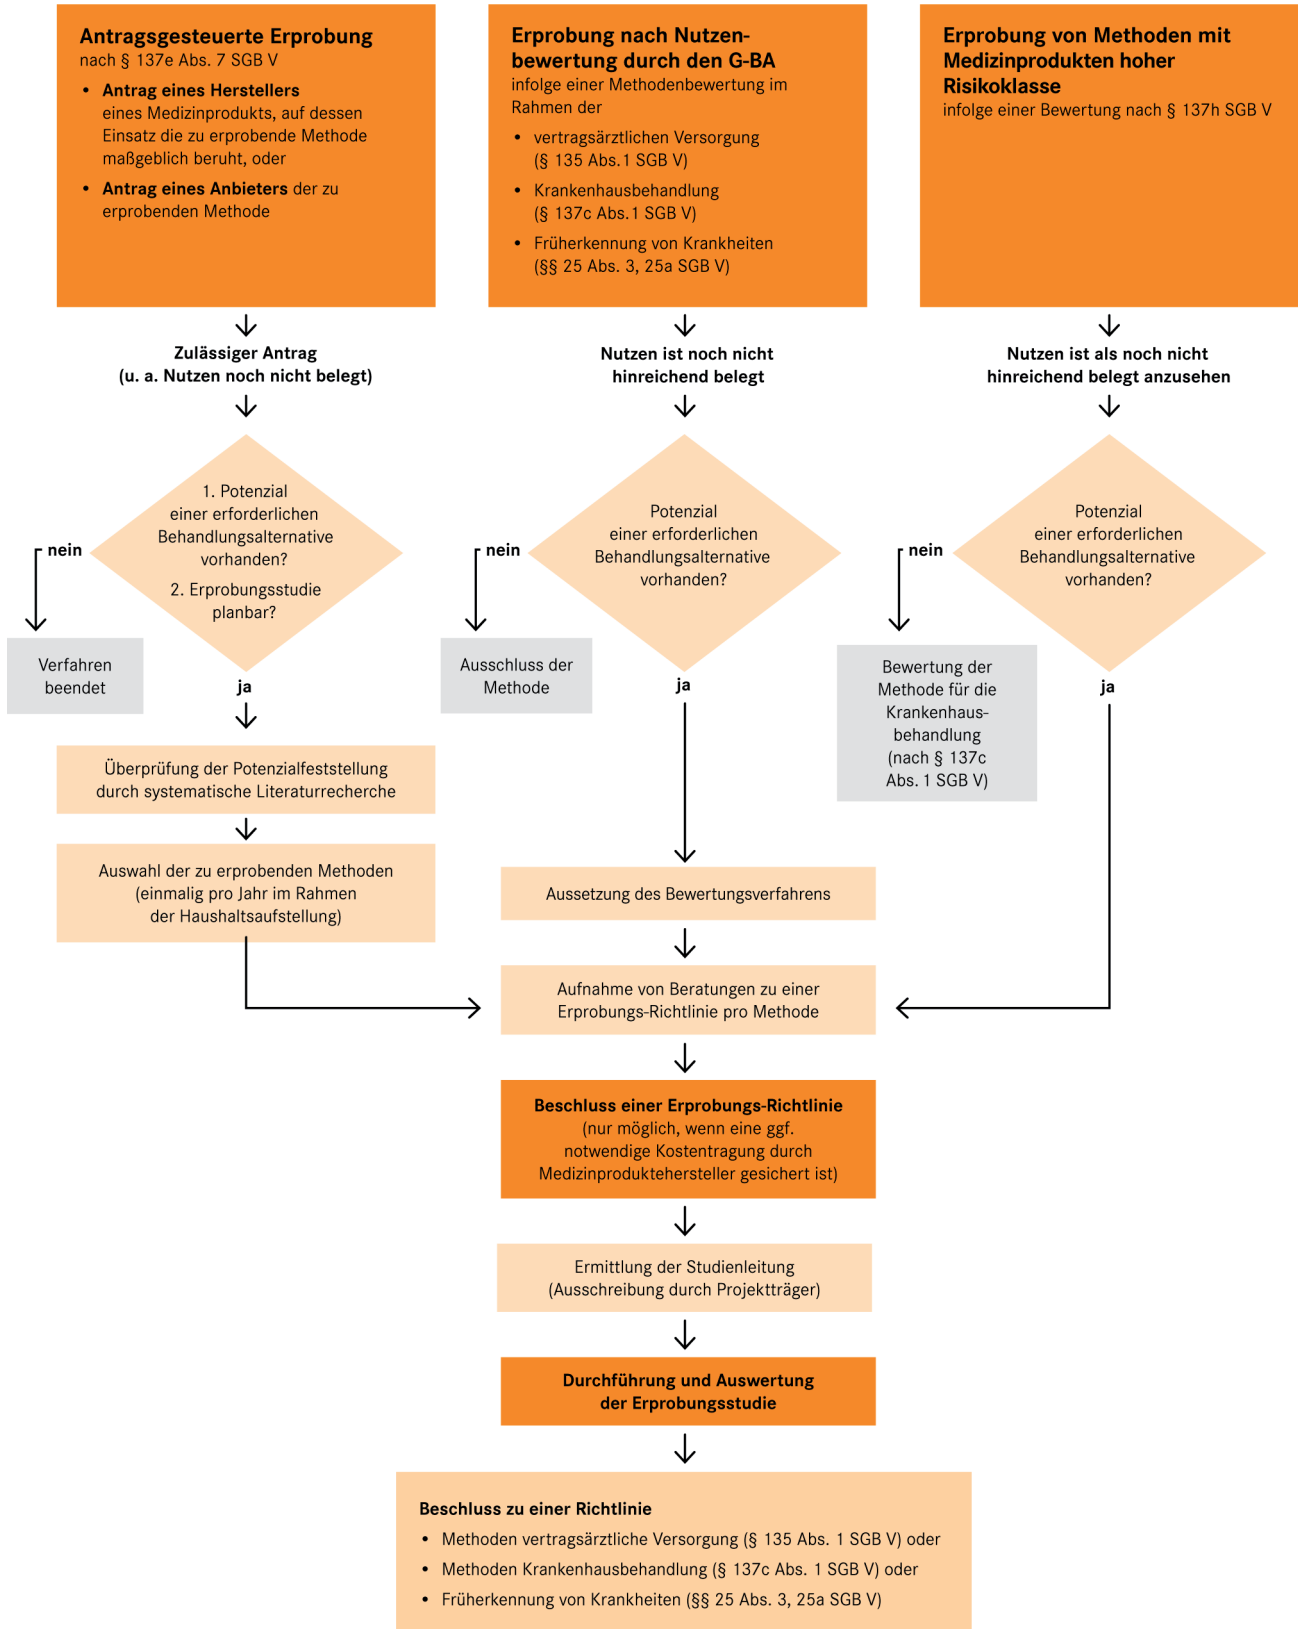 Antragsgesteuerte Erprobung
nach § 137e Abs. 7 SGB V
• Antrag eines Herstellers
eines Medizinprodukts, auf dessen
Einsatz die zu erprobende Methode
maßgeblich beruht, oder
• Antrag eines Anbieters der zu
erprobenden Methode
Erprobung nach Nutzen-
bewertung durch den G-BA
infolge einer Methodenbewertung im
Rahmen der
• vertragsärztlichen Versorgung
(§ 135 Abs.1 SGB V)
• Krankenhausbehandlung
(§ 137c Abs.1 SGB V)
• Früherkennung von Krankheiten
(§§ 25 Abs. 3, 25a SGB V)
Erprobung von Methoden mit
Medizinprodukten hoher
Risikoklasse
infolge einer Bewertung nach § 137h SGB V
Zulässiger Antrag
(u. a. Nutzen noch nicht belegt)
Nutzen ist noch nicht
hinreichend belegt
Nutzen ist als noch nicht
hinreichend belegt anzusehen
1. Potenzial
einer erforderlichen
Behandlungsalternative
vorhanden?
2. Erprobungsstudie
planbar?
nein
Verfahren
beendet
ja
Potenzial
einer erforderlichen
Behandlungsalternative
vorhanden?
nein
Ausschluss der
Methode
ja
Potenzial
einer erforderlichen
Behandlungsalternative
vorhanden?
nein
Bewertung der
Methode für die
Krankenhaus-
behandlung
(nach § 137c
Abs. 1 SGB V)
ja
Überprüfung der Potenzialfeststellung
durch systematische Literaturrecherche
Auswahl der zu erprobenden Methoden
(einmalig pro Jahr im Rahmen
der Haushaltsaufstellung)
Aussetzung des Bewertungsverfahrens
Aufnahme von Beratungen zu einer
Erprobungs-Richtlinie pro Methode
Beschluss einer Erprobungs-Richtlinie
(nur möglich, wenn eine ggf.
notwendige Kostentragung durch
Medizinproduktehersteller gesichert ist)
Ermittlung der Studienleitung
(Ausschreibung durch Projektträger)
Durchführung und Auswertung
der Erprobungsstudie
Beschluss zu einer Richtlinie
• Methoden vertragsärztliche Versorgung (§ 135 Abs. 1 SGB V) oder
• Methoden Krankenhausbehandlung (§ 137c Abs. 1 SGB V) oder
• Früherkennung von Krankheiten (§§ 25 Abs. 3, 25a SGB V)